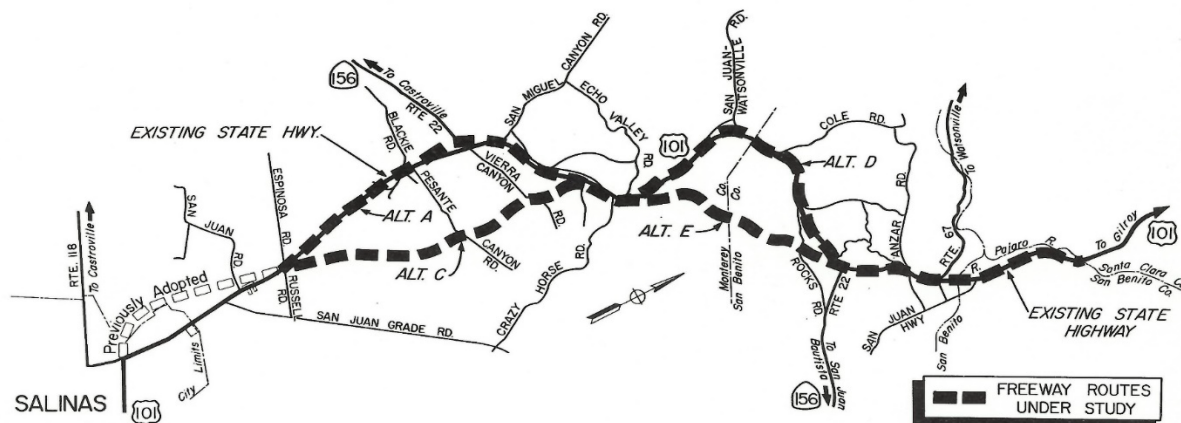 156
To Castroville
RTE 22
EXISTING STATE HWY.
BLACKIE
RD.
SAN MIGUEL CANYON RD.
ECHO
VALLEY
RD.
VIERRA
CANYON
RD.
101
SAN JUAN-
WATSONVILLE RD.
COLE RD.
ALT. D
To Watsonville
ESPINOSA RD.
PESANTE
CANYON
RD.
ALT. A
ALT. C
SAN
JUAN
RD.
RTE. 118
To Castroville
Previously Adopted
RUSSELL
RD.
SAN JUAN GRADE RD.
CRAZY HORSE RD.
ALT. E
Co.
Co.
Monterey
San Benito
ROCKS
RD.
RTE 22
To San Juan
Bautista
156
ANZAR
RD.
RTE. 67
Pajaro R.
R.
San Benito
SAN JUAN
HWY
To Gilroy
101
Santa Clara Co.
San Benito Co.
EXISTING STATE
HIGHWAY
City Limits
SALINAS
101
FREEWAY ROUTES
UNDER STUDY